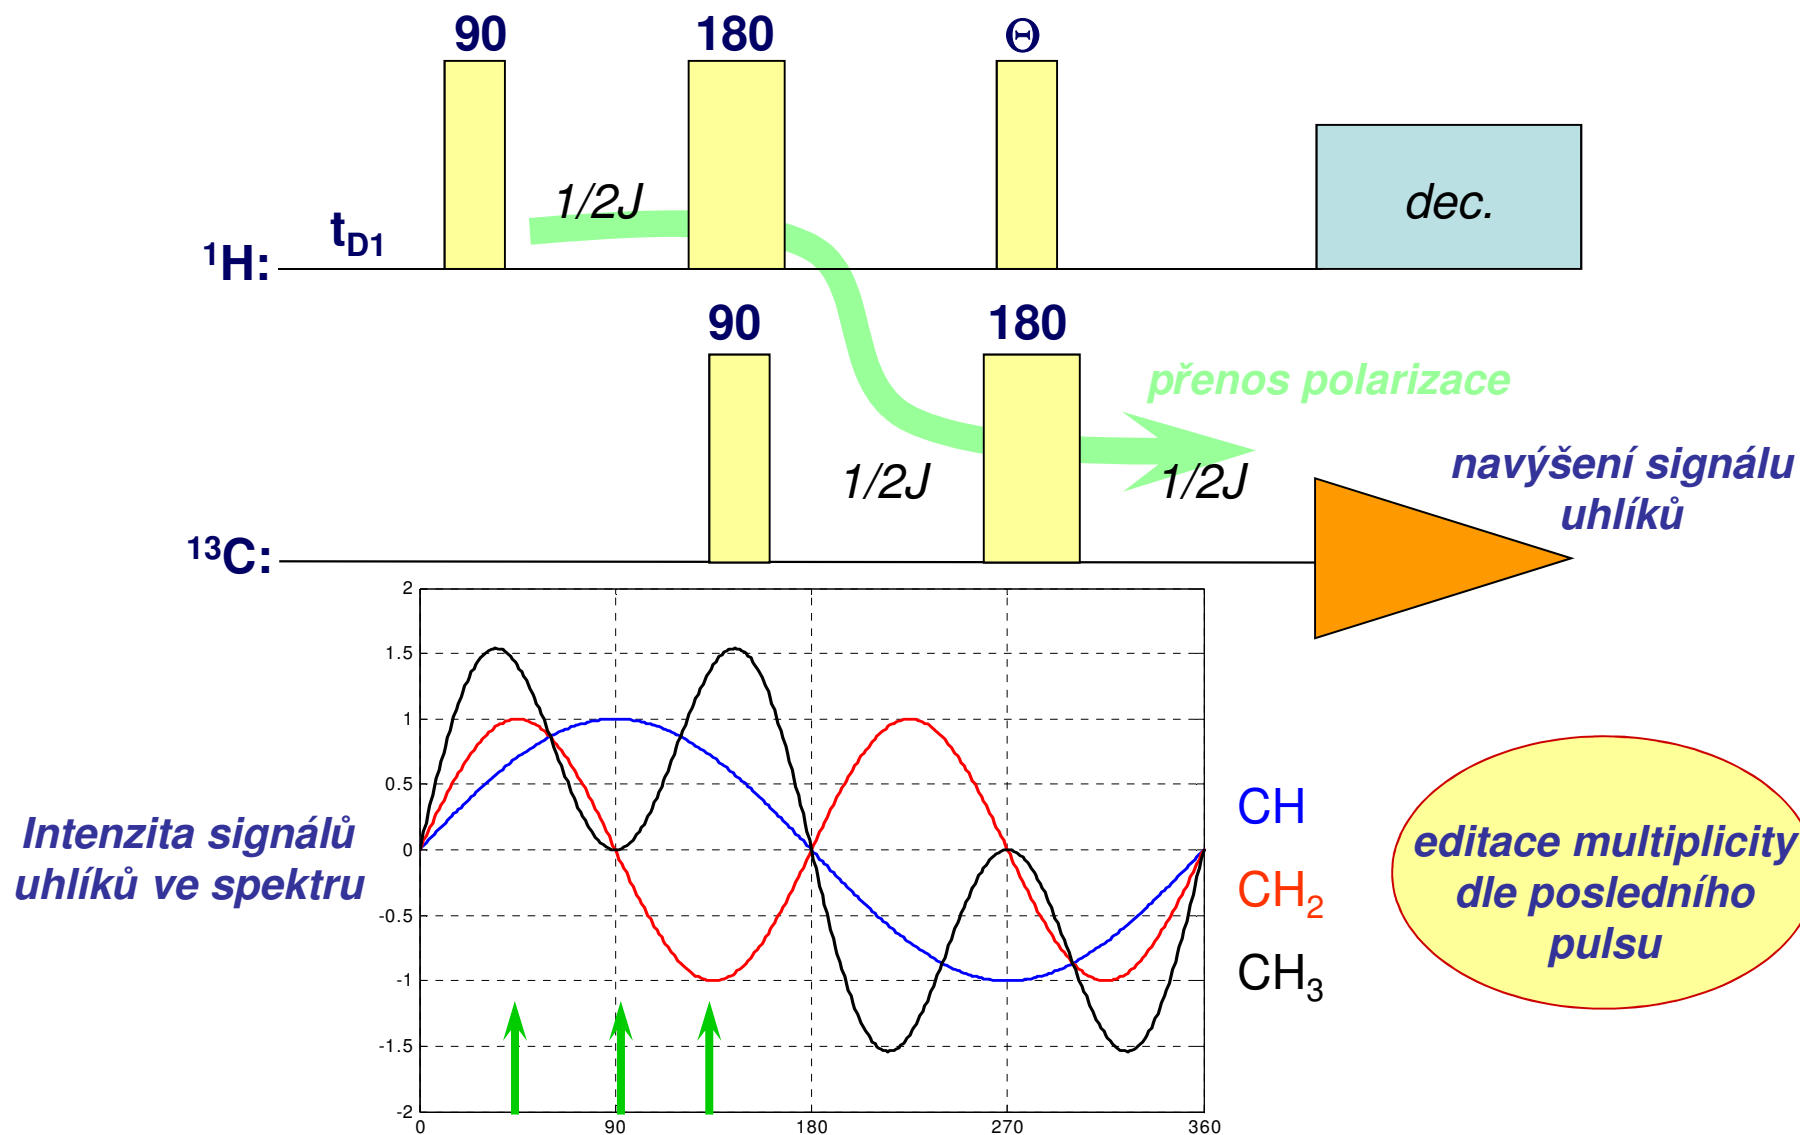 90
180
Θ
1/2J
dec.
tD1
1H:
90
180
přenos polarizace
1/2J
1/2J
navýšení signálu
uhlíků
13C:
2
1.5
1
0.5
0
-0.5
-1
-1.5
-2
0
90
180
270
360
Intenzita signálů
uhlíků ve spektru
CH
CH2
CH3
editace multiplicity
dle posledního
pulsu